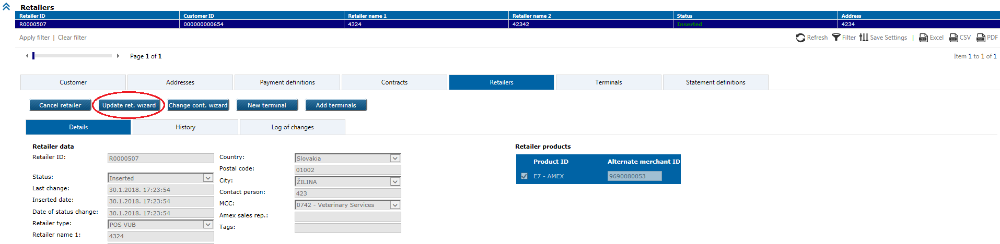 Retailers
Retailer ID Customer ID Retailer name 1 Retailer name 2 Status Address
R0000507 000000000654 4324 42342 Inserted 4234
Apply filter | Clear filter Refresh Filter Save Settings | Excel CSV PDF
Page 1 of 1 Item 1 to 1 of 1
Customer Addresses Payment definitions Contracts Retailers Terminals Statement definitions
Cancel retailer Update ret. wizard Change cont. wizard New terminal Add terminals
Details History Log of changes
Retailer data
Retailer ID: R0000507
Status: Inserted
Last change: 30.1.2018. 17:23:54
Inserted date: 30.1.2018. 17:23:54
Date of status change: 30.1.2018. 17:23:54
Retailer type: POS VUB
Retailer name 1: 4324
Country: Slovakia
Postal code: 01002
City: ŽILINA
Contact person: 423
MCC: 0742 - Veterinary Services
Amex sales rep.:
Tags:
Retailer products
Product ID Alternate merchant ID
E7 - AMEX 9690080053